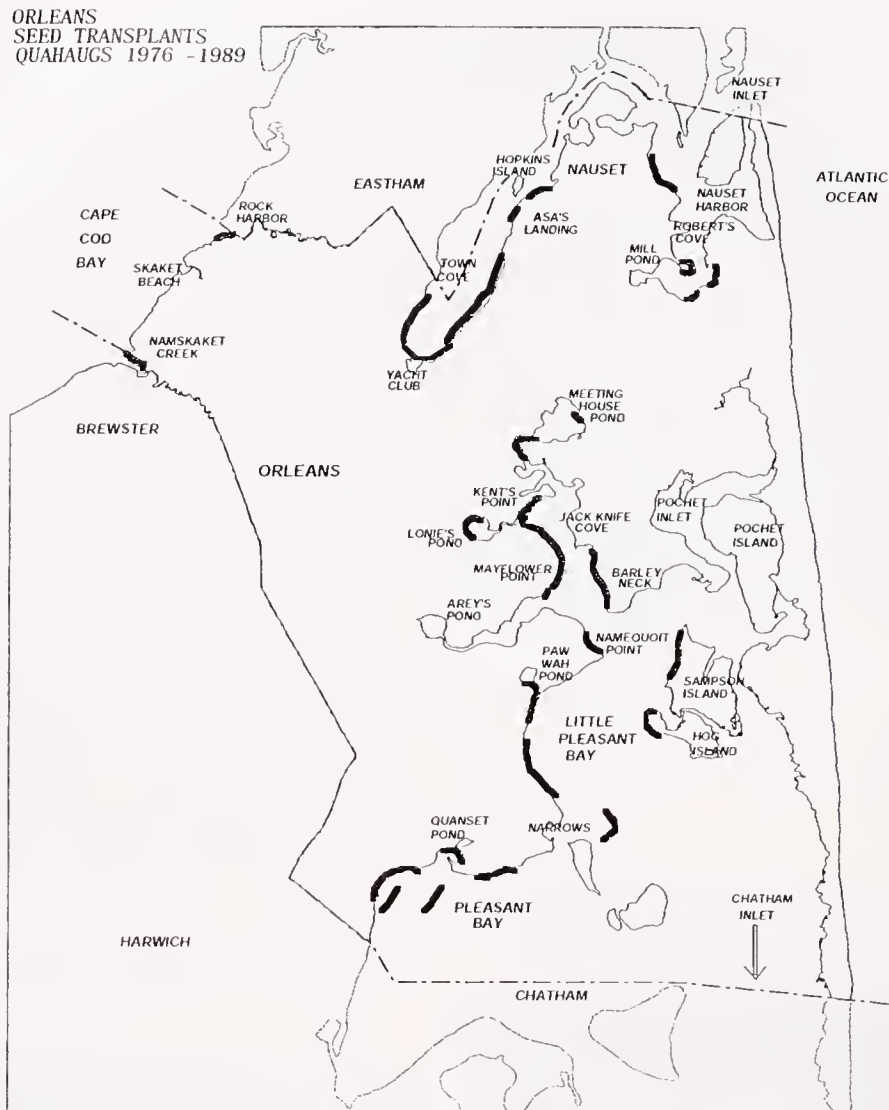 ORLEANS
SEED TRANSPLANTS
QUAHAUGS 1976 -1989
NAUSET
INLET
HOPKINS
ISLAND
NAUSET
EASTHAM
ATLANTIC
OCEAN
NAUSET
HARBOR
ROCK
HARBOR
CAPE
COD
BAY
ASA'S
LANDING
ROBERT'S
COVE
MILL
POND
SKAKET
BEACH
TOWN
COVE
NAMSKAKET
CREEK
YACHT
CLUB
MEETING
HOUSE
POND
BREWSTER
ORLEANS
KENT'S
POINT
POCHET
INLET
JACK KNIFE
COVE
POCHET
ISLAND
LONIE'S
POND
MAYFLOWER
POINT
BARLEY
NECK
AREY'S
POND
NAMEQUOIT
POINT
PAW
WAH
POND
SAMPSON
ISLAND
LITTLE
PLEASANT
BAY
HOG
ISLAND
QUANSET
POND
NARROWS
CHATHAM
INLET
PLEASANT
BAY
HARWICH
CHATHAM